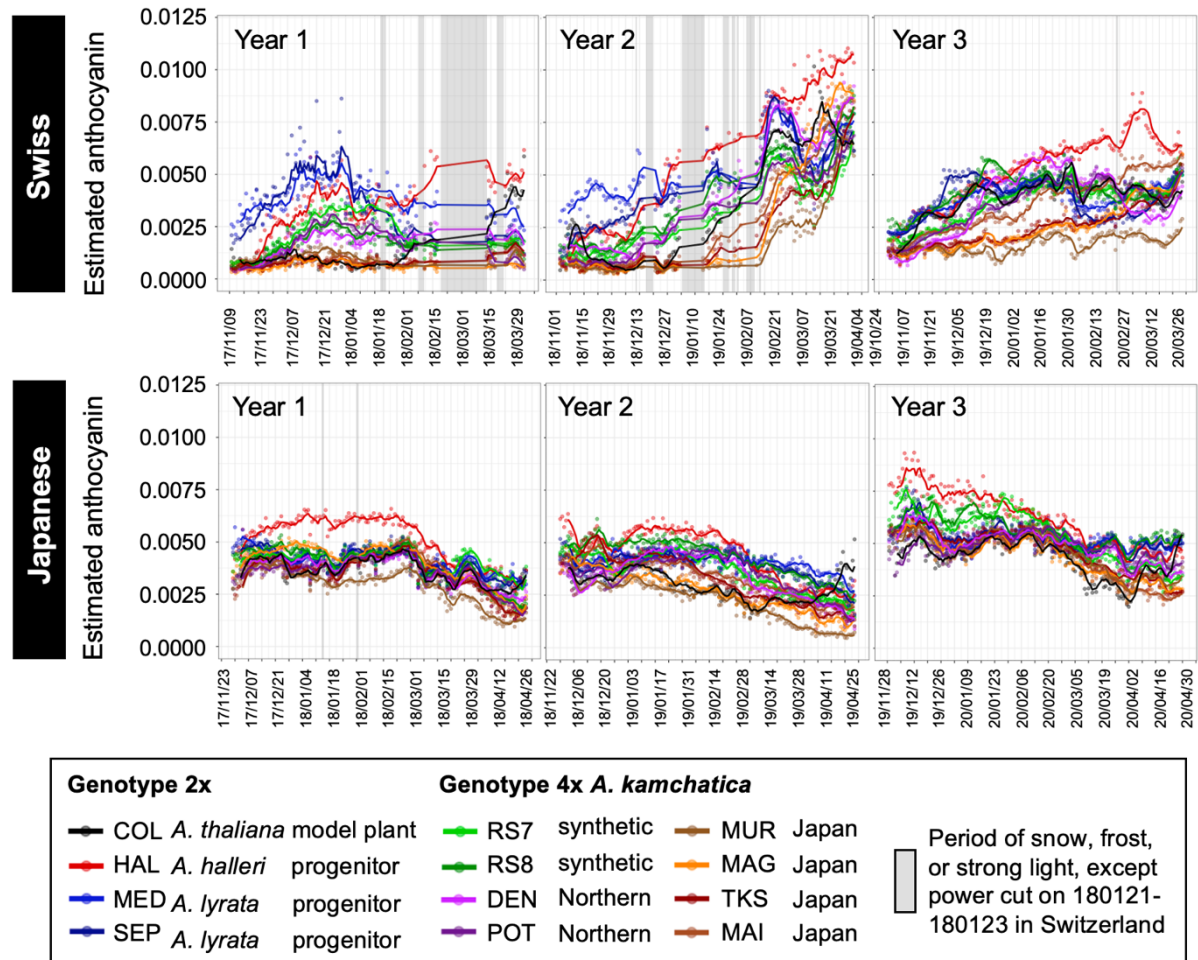 Swiss
Estimated anthocyanin
0.0125
0.0100
0.0075
0.0050
0.0025
0.0000
Year 1
Year 2
Year 3
17/11/09
17/11/23
17/12/07
17/12/21
18/01/04
18/01/18
18/02/01
18/02/15
18/03/01
18/03/15
18/03/29
18/11/01
18/11/15
18/11/29
18/12/13
18/12/27
19/01/10
19/01/24
19/02/07
19/02/21
19/03/07
19/03/21
19/04/04
19/10/24
19/11/07
19/11/21
19/12/05
19/12/19
20/01/02
20/01/16
20/01/30
20/02/13
20/02/27
20/03/12
20/03/26
Japanese
Estimated anthocyanin
0.0125
0.0100
0.0075
0.0050
0.0025
0.0000
Year 1
Year 2
Year 3
17/11/23
17/12/07
17/12/21
18/01/04
18/01/18
18/02/01
18/02/15
18/03/01
18/03/15
18/03/29
18/04/12
18/04/26
18/11/22
18/12/06
18/12/20
19/01/03
19/01/17
19/01/31
19/02/14
19/02/28
19/03/14
19/03/28
19/04/11
19/04/25
19/11/28
19/12/12
19/12/26
20/01/09
20/01/23
20/02/06
20/02/20
20/03/05
20/03/19
20/04/02
20/04/16
20/04/30
Genotype 2x
COL A. thaliana model plant
HAL A. halleri progenitor
MED A. lyrata progenitor
SEP A. lyrata progenitor
Genotype 4x A. kamchatica
RS7 synthetic
RS8 synthetic
DEN Northern
POT Northern
MUR Japan
MAG Japan
TKS Japan
MAI Japan
Period of snow, frost,
or strong light, except
power cut on 180121-
180123 in Switzerland